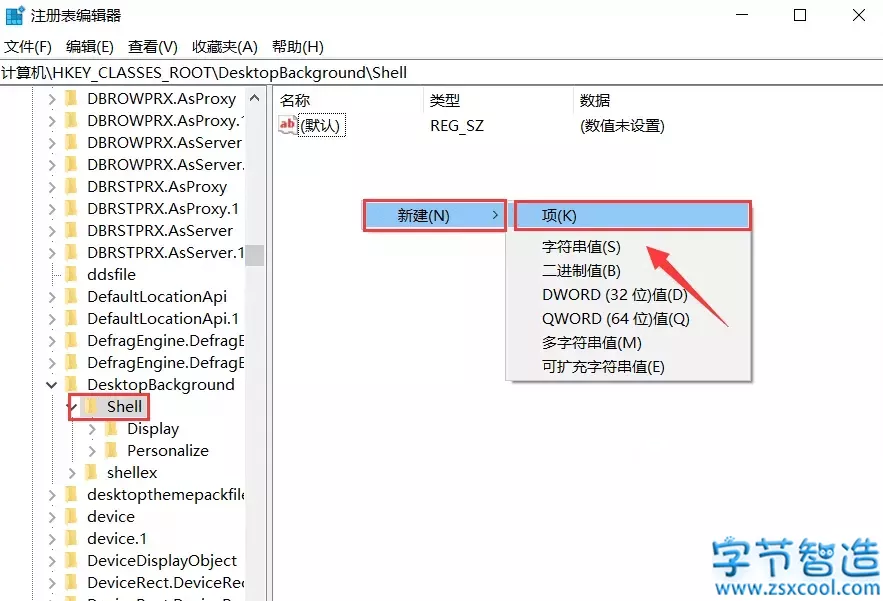 注册表编辑器
文件(F) 编辑(E) 查看(V) 收藏夹(A) 帮助(H)
计算机\HKEY_CLASSES_ROOT\DesktopBackground\Shell
DBROWPRX.AsProxy
DBROWPRX.AsProxy.1
DBROWPRX.AsServer
DBROWPRX.AsServer.
DBRSTPRX.AsProxy
DBRSTPRX.AsProxy.1
DBRSTPRX.AsServer
DBRSTPRX.AsServer.1
ddsfile
DefaultLocationApi
DefaultLocationApi.1
DefragEngine.DefragE
DefragEngine.DefragE
DesktopBackground
Shell
Display
Personalize
shellex
desktopthemepackfile
device
device.1
DeviceDisplayObject
DeviceRect.DeviceRec
名称 类型 数据
ab (默认) REG_SZ (数值未设置)
新建(N)
项(K)
字符串值(S)
二进制值(B)
DWORD (32 位)值(D)
QWORD (64 位)值(Q)
多字符串值(M)
可扩充字符串值(E)
字节智造
www.zsxcool.com